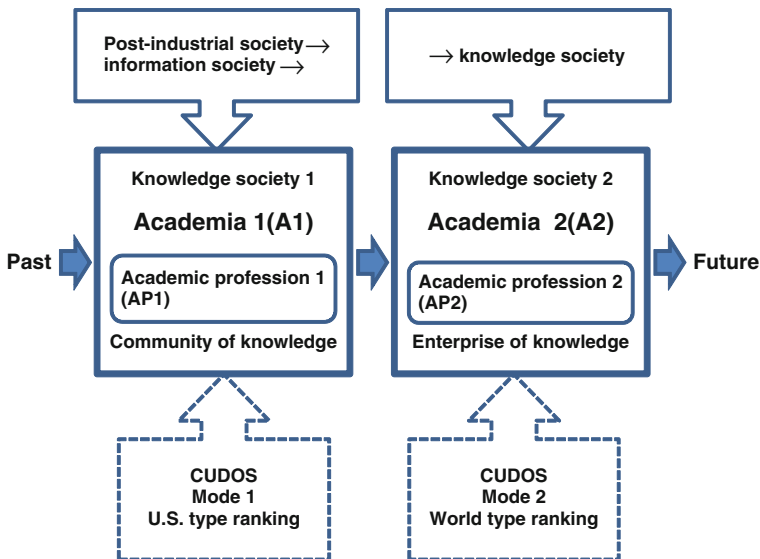 Post-industrial society →
information society →
→ knowledge society
Knowledge society 1
Academia 1(A1)
Academic profession 1
(AP1)
Community of knowledge
Knowledge society 2
Academia 2(A2)
Academic profession 2
(AP2)
Enterprise of knowledge
Past
Future
CUDOS
Mode 1
U.S. type ranking
CUDOS
Mode 2
World type ranking